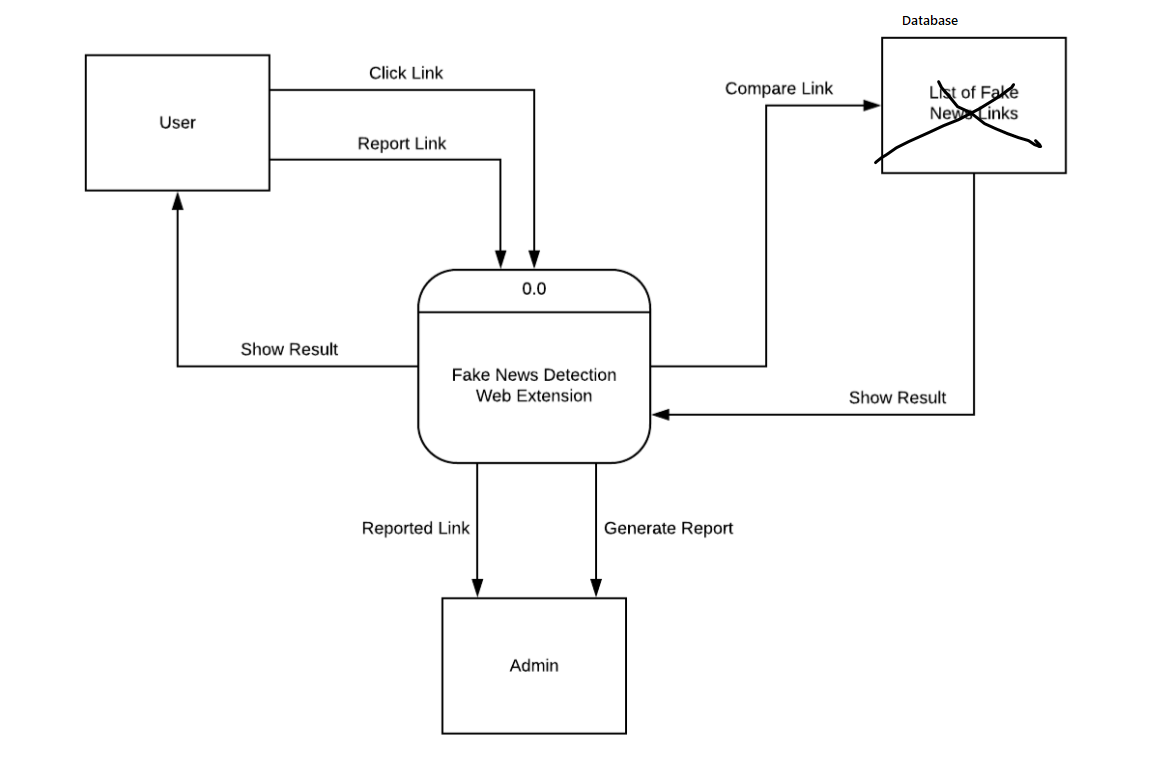 Database
Click Link
Compare Link
List of Fake
News Links
User
Report Link
0.0
Show Result
Fake News Detection
Web Extension
Show Result
Reported Link
Generate Report
Admin